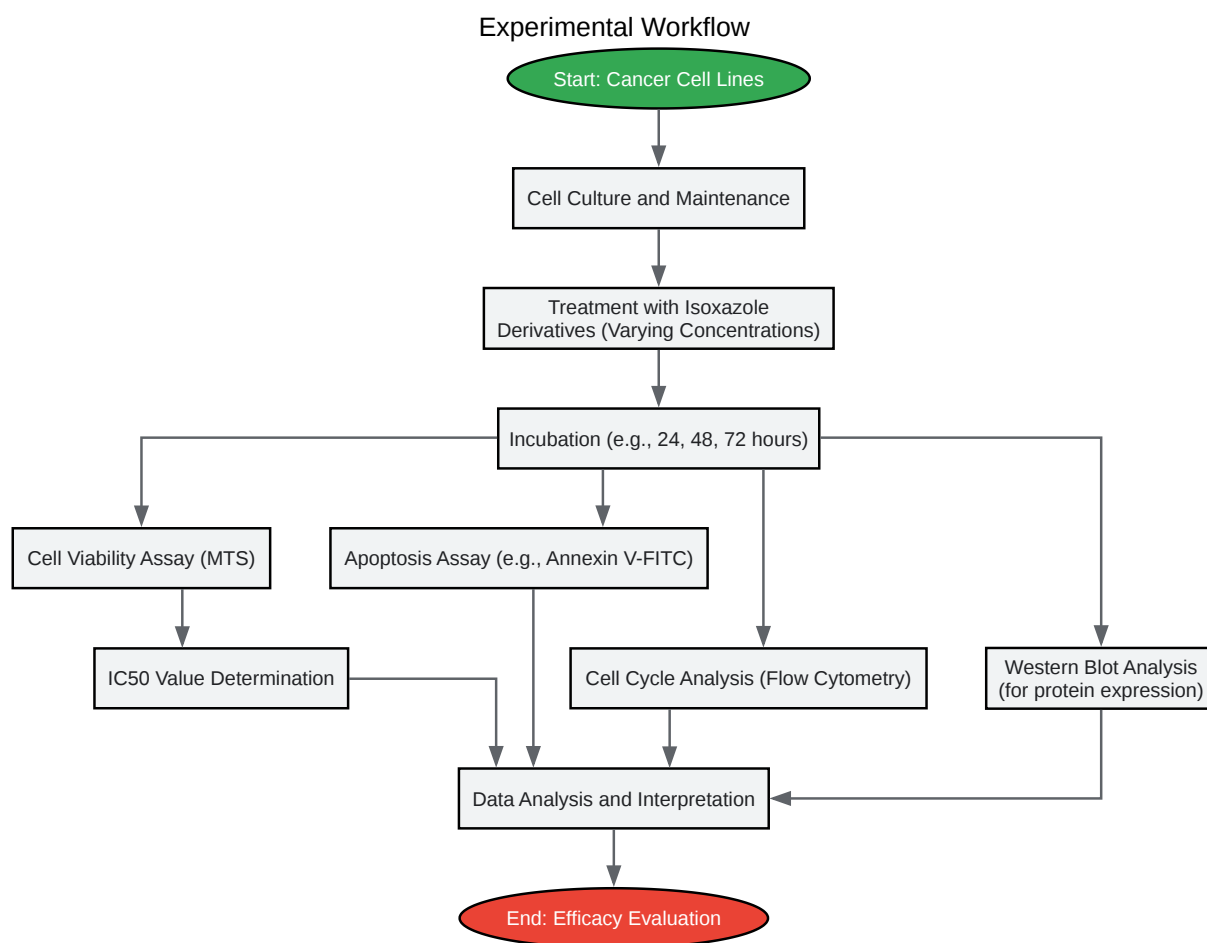 Experimental Workflow
Start: Cancer Cell Lines
Cell Culture and Maintenance
Treatment with Isoxazole
Derivatives (Varying Concentrations)
Incubation (e.g., 24, 48, 72 hours)
Cell Viability Assay (MTS)
Apoptosis Assay (e.g., Annexin V-FITC)
IC50 Value Determination
Cell Cycle Analysis (Flow Cytometry)
Western Blot Analysis
(for protein expression)
Data Analysis and Interpretation
End: Efficacy Evaluation